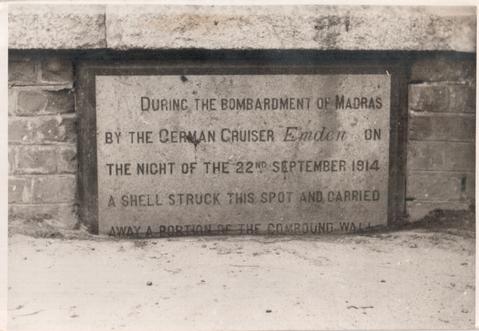 DURING THE BOMBARDMENT OF MADRAS
BY THE GERMAN CRUISER Emden ON
THE NIGHT OF THE 22ND SEPTEMBER 1914
A SHELL STRUCK THIS SPOT AND CARRIED
AWAY A PORTION OF THE COMPOUND WALL.